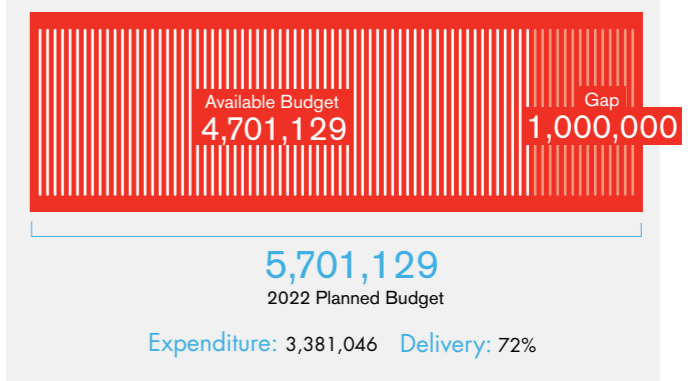 Available Budget
4,701,129
Gap
1,000,000
5,701,129
2022 Planned Budget
Expenditure: 3,381,046 Delivery: 72%